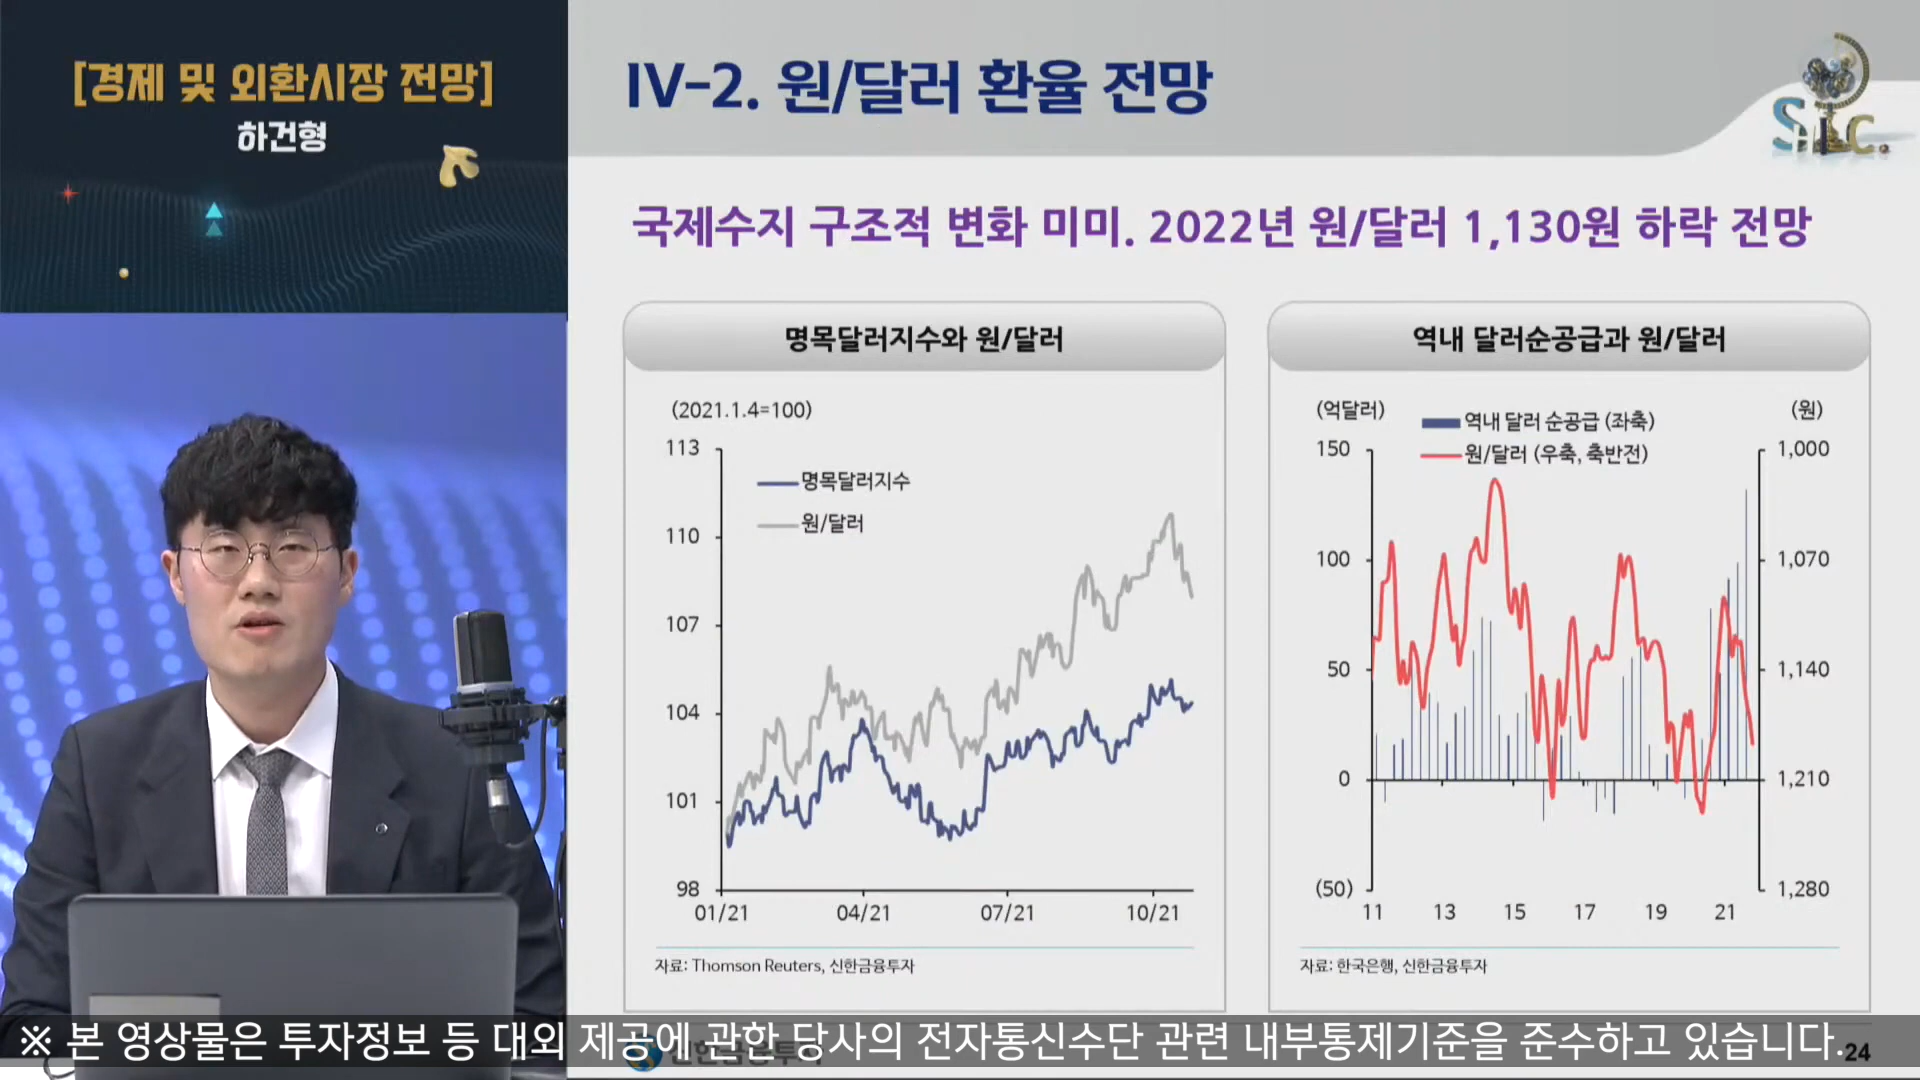 [경제 및 외환시장 전망]
하건형
IV-2. 원/달러 환율 전망
SHIC.
국제수지 구조적 변화 미미. 2022년 원/달러 1,130원 하락 전망
명목달러지수와 원/달러
(2021.1.4=100)
113
110
107
104
101
98
명목달러지수
원/달러
01/21 04/21 07/21 10/21
자료: Thomson Reuters, 신한금융투자
역내 달러순공급과 원/달러
(억달러)
(원)
역내 달러 순공급 (좌축)
원/달러 (우축, 축반전)
150
100
50
0
(50)
1,000
1,070
1,140
1,210
1,280
11 13 15 17 19 21
자료: 한국은행, 신한금융투자
※ 본 영상물은 투자정보 등 대외 제공에 관한 당사의 전자통신수단 관련 내부통제기준을 준수하고 있습니다.
신한금융투자
24